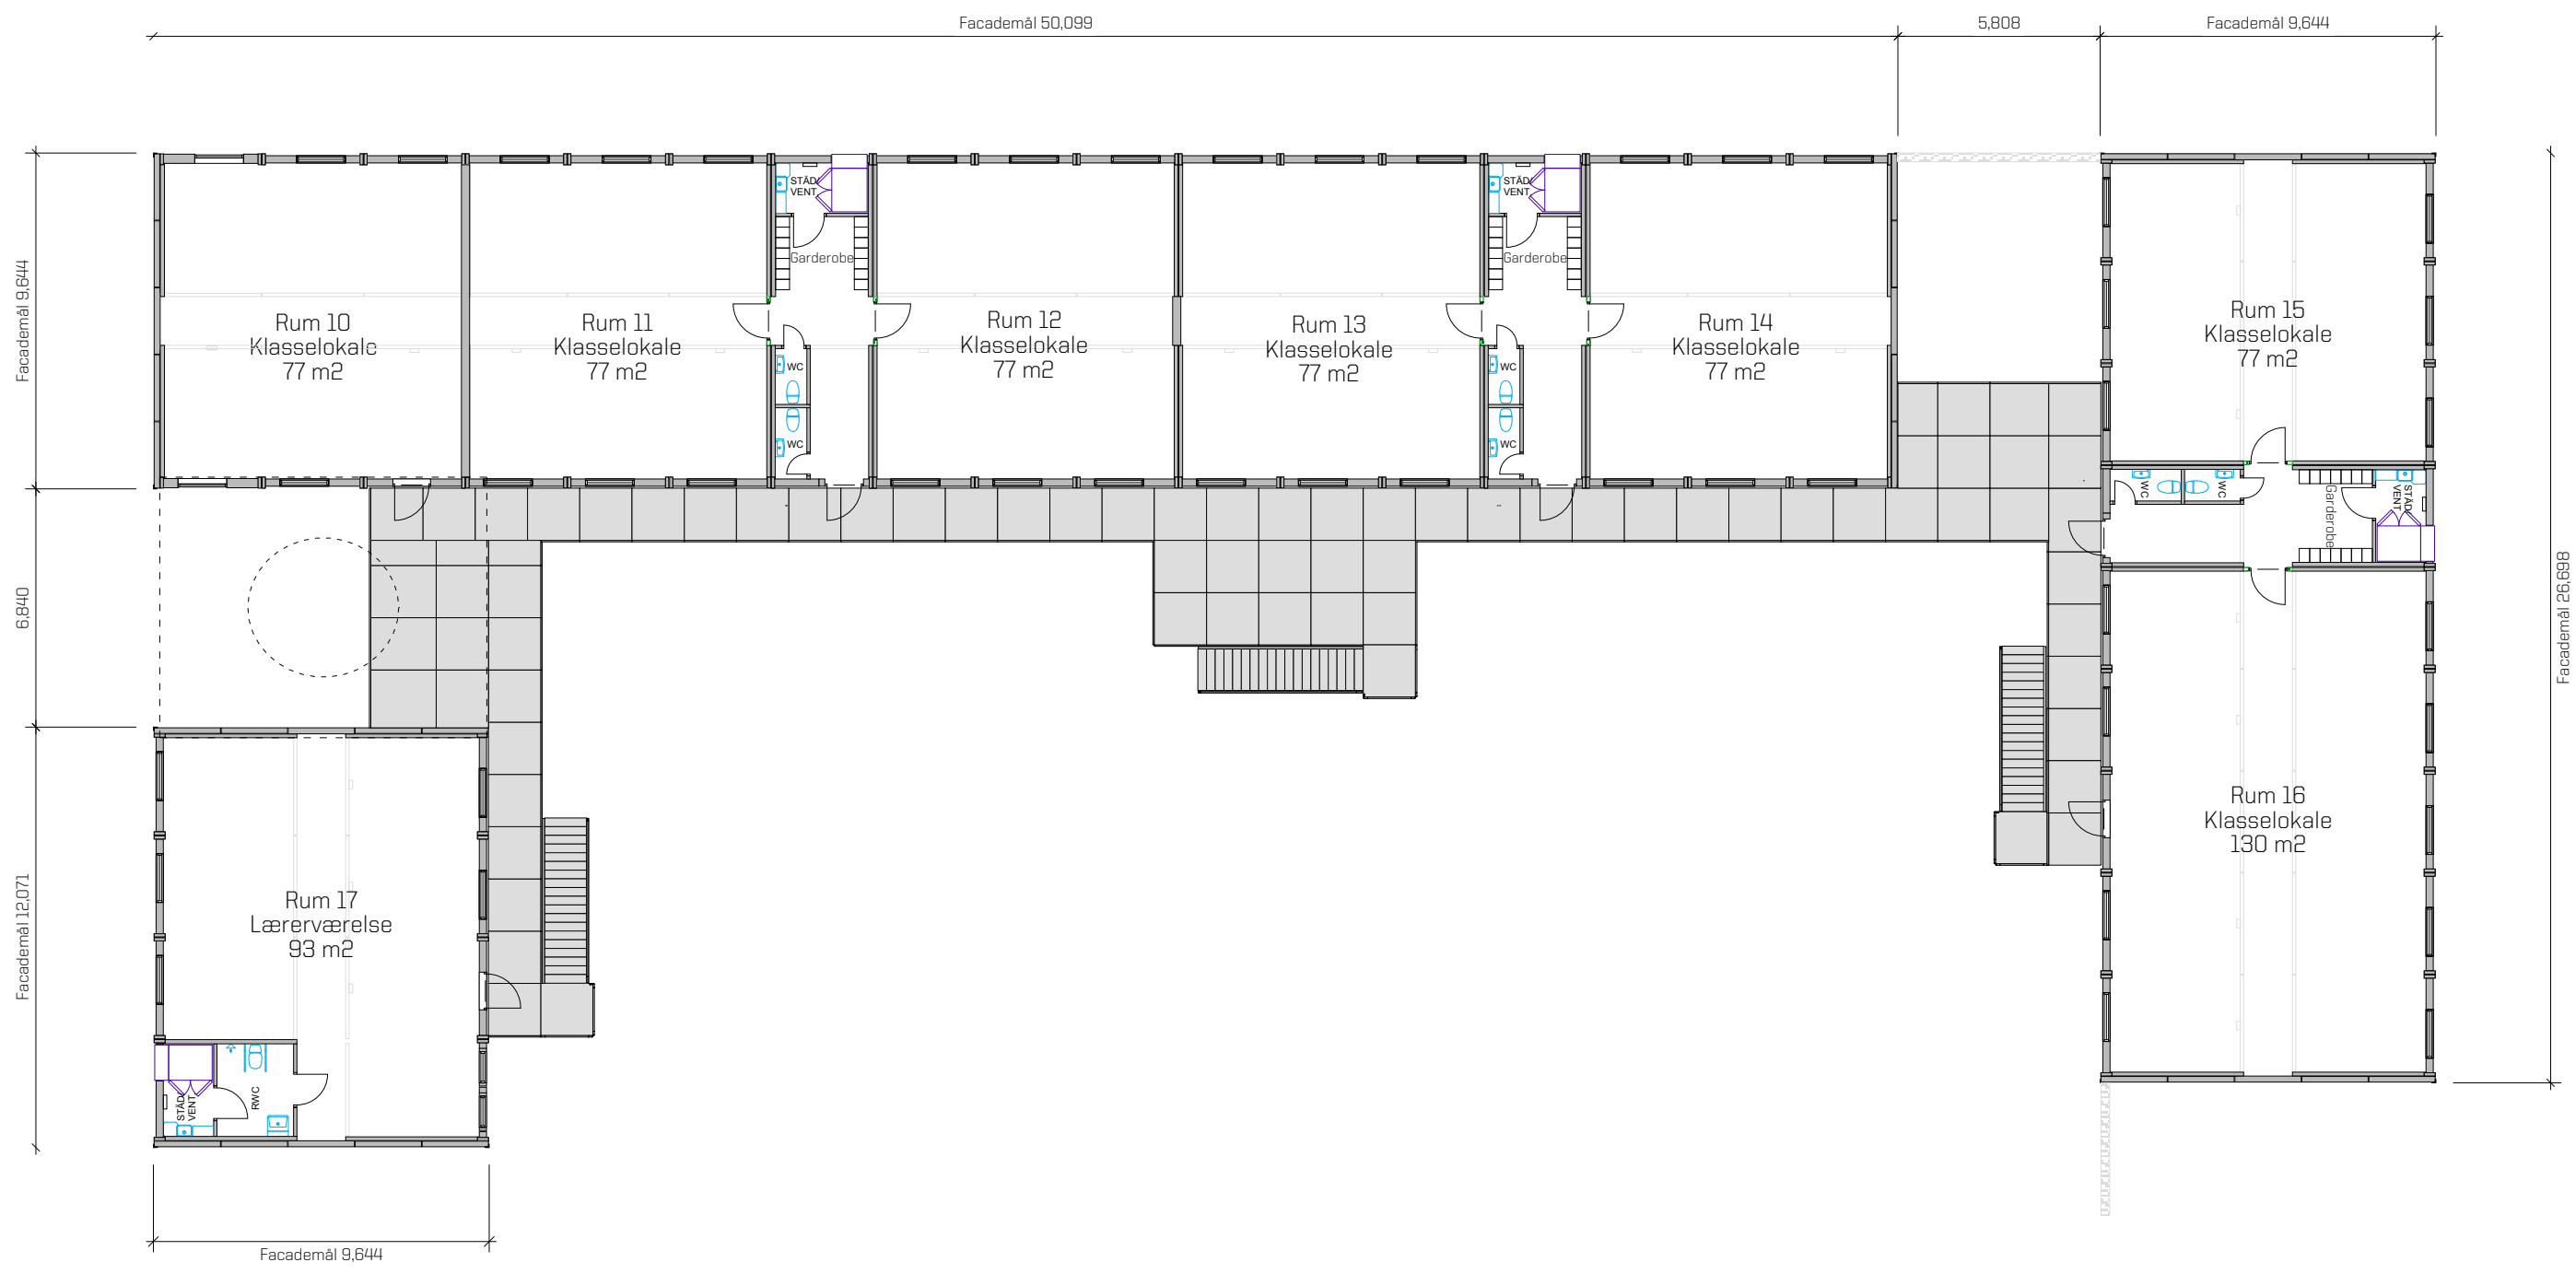 Facademål 50,099
5,808
Facademål 9,644
Facademål 9,644
6,840
Facademål 12,071
Facademål 26,698
Facademål 9,644
Rum 10
Klasselokale
77 m2
Rum 11
Klasselokale
77 m2
STÄD/
VENT
Garderobe
WC
WC
Rum 12
Klasselokale
77 m2
Rum 13
Klasselokale
77 m2
STÄD/
VENT
Garderobe
WC
WC
Rum 14
Klasselokale
77 m2
Rum 15
Klasselokale
77 m2
WC
WC
Garderobe
STÄD/
VENT
Rum 16
Klasselokale
130 m2
Rum 17
Lærerværelse
93 m2
STÄD/
VENT
RWC